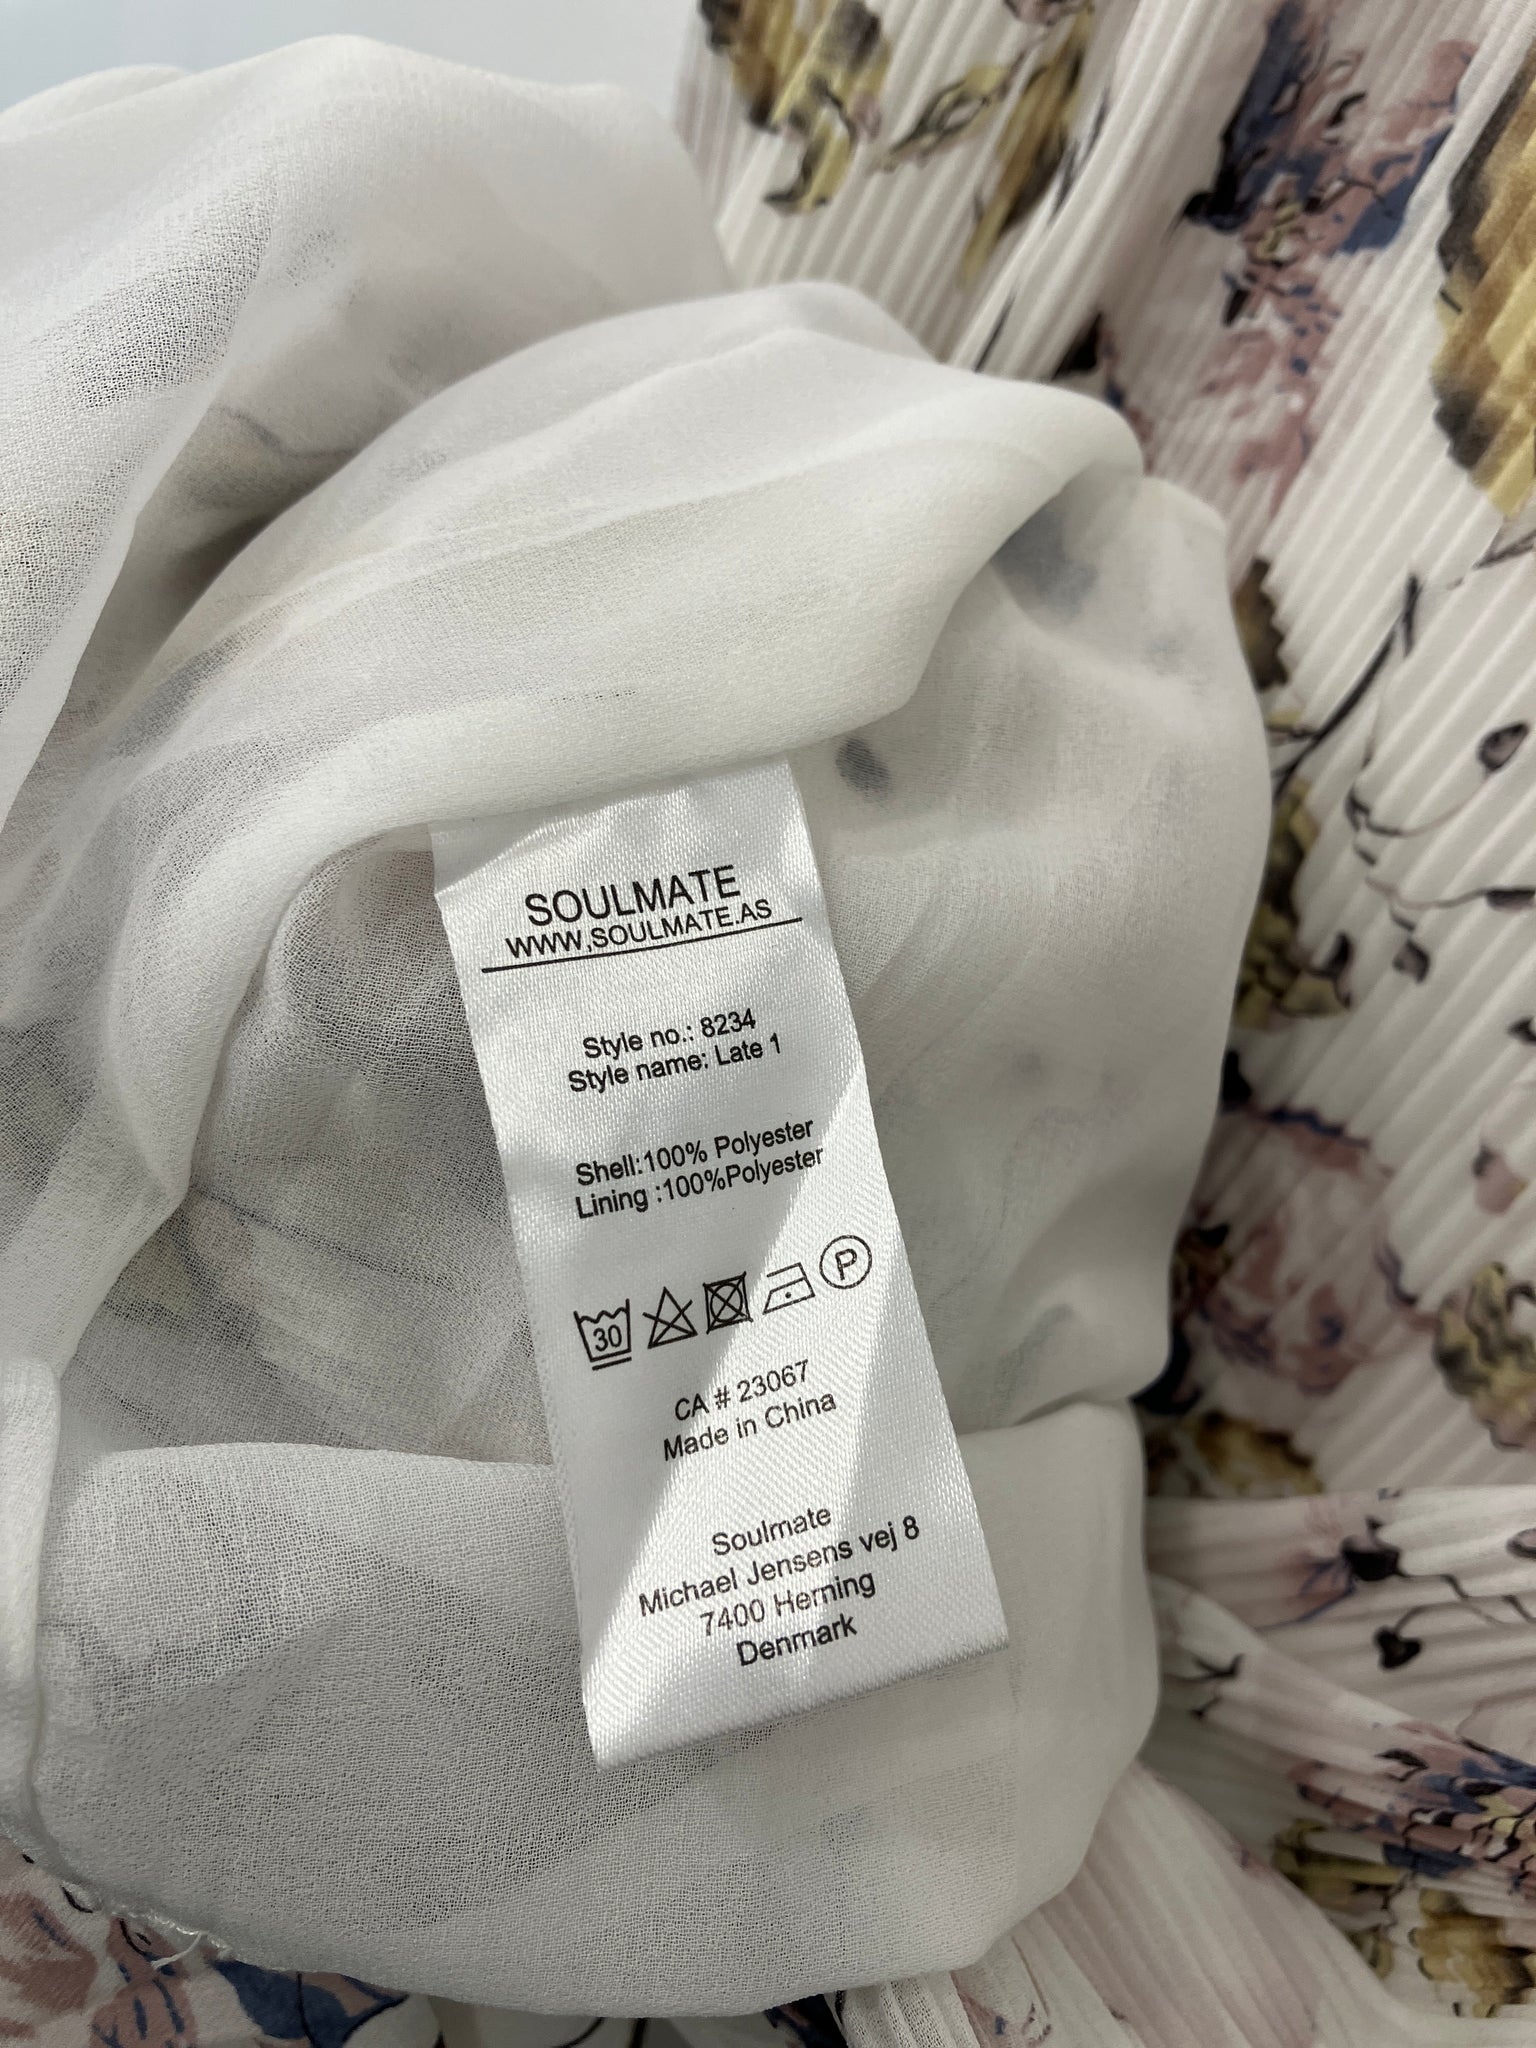 SOULMATE
WWW,SOULMATE.AS
Style no.: 8234
Style name: Late 1
Shell:100% Polyester
Lining :100%Polyester
30 P
CA # 23067
Made in China
Soulmate
Michael Jensens vej 8
7400 Herning
Denmark